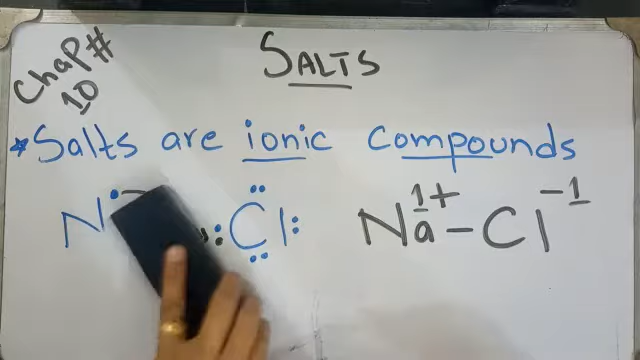 Chap#
10
SALTS
*Salts are ionic compounds
N :Cl: Na¹⁺–Cl⁻¹